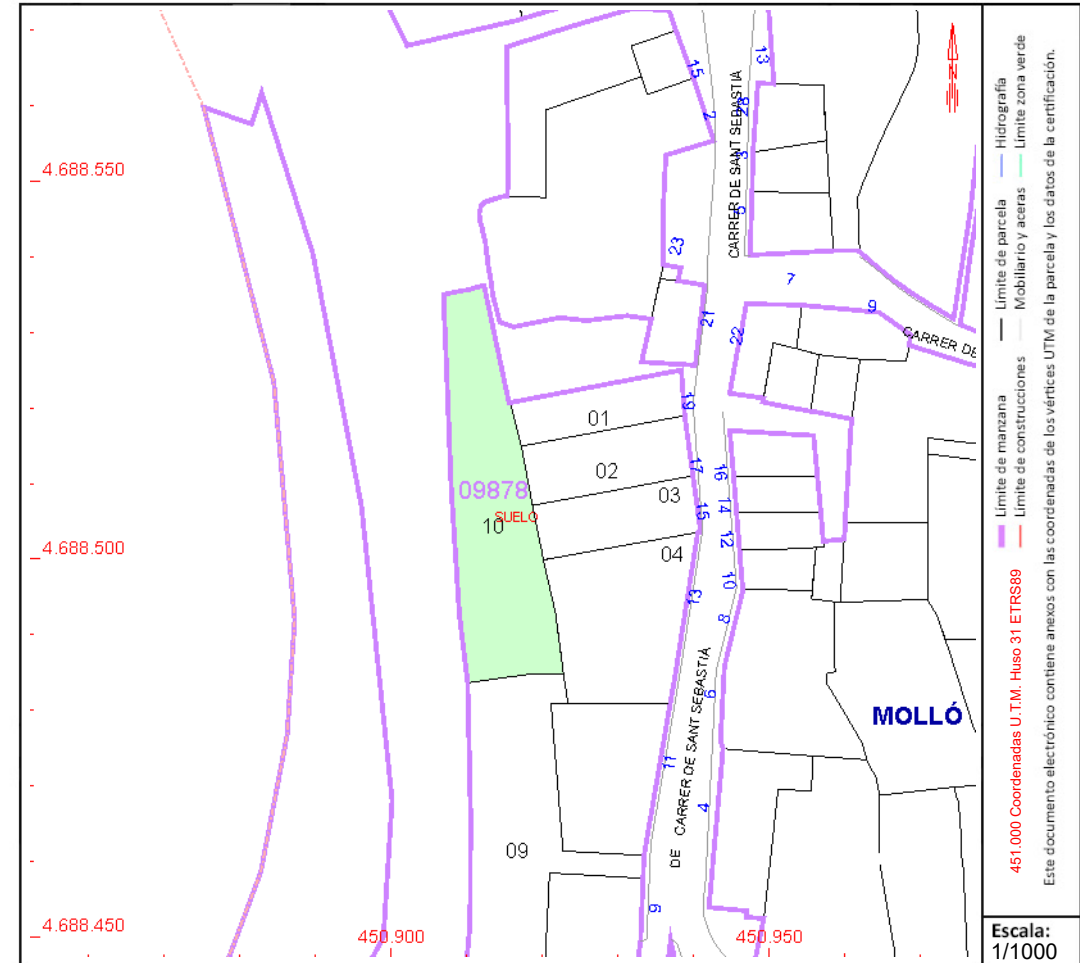 15
13
2
28
CARRER DE SANT SEBASTIÀ
3
5
4.688.550
23
7
9
21
22
CARRER DE
19
01
17
16
02
03
09878
SUELO
10
15
14
4.688.500
04
12
10
13
8
CARRER DE SANT SEBASTIÀ
DE
6
MOLLÓ
11
4
09
9
4.688.450
450.900
450.950
N
451.000 Coordenadas U.T.M. Huso 31 ETRS89
Límite de manzana
Límite de parcela
Hidrografía
Límite de construcciones
Mobiliario y aceras
Límite zona verde
Este documento electrónico contiene anexos con las coordenadas de los vértices UTM de la parcela y los datos de la certificación.
Escala:
1/1000